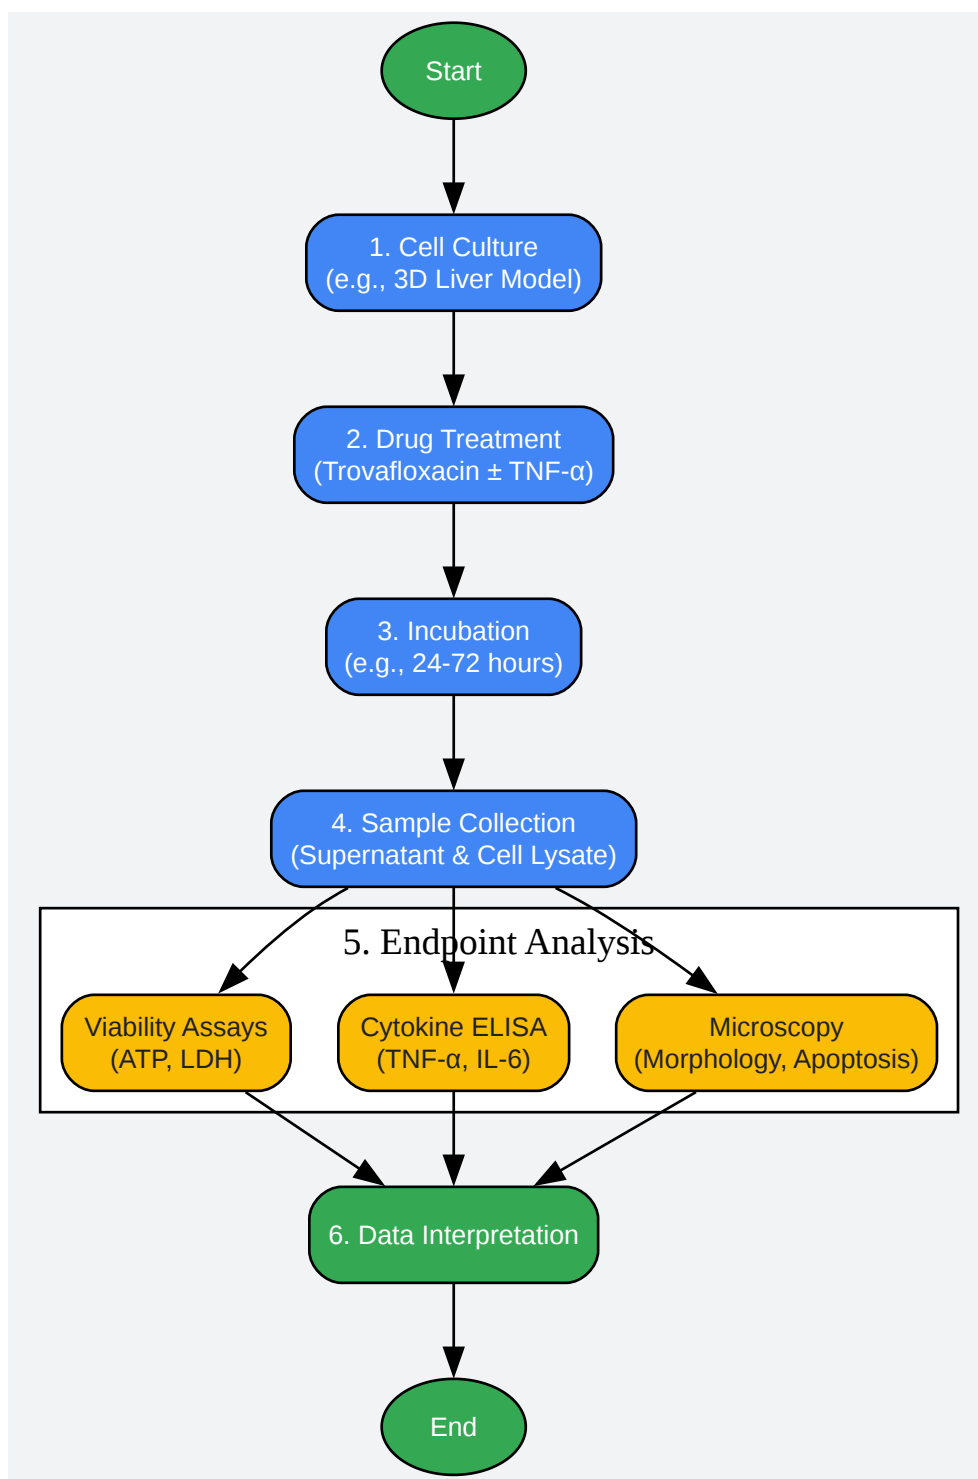 Start
1. Cell Culture
(e.g., 3D Liver Model)
2. Drug Treatment
(Trovafloxacin ± TNF-α)
3. Incubation
(e.g., 24-72 hours)
4. Sample Collection
(Supernatant & Cell Lysate)
5. Endpoint Analysis
Viability Assays
(ATP, LDH)
Cytokine ELISA
(TNF-α, IL-6)
Microscopy
(Morphology, Apoptosis)
6. Data Interpretation
End